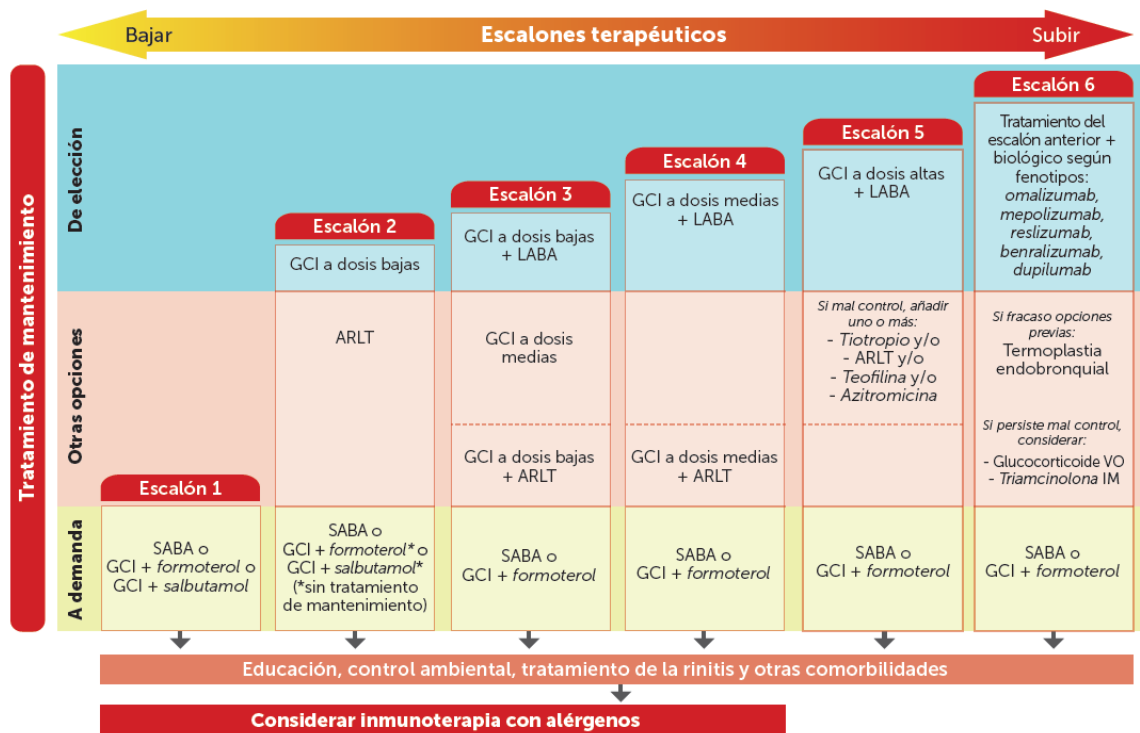 Bajar
Escalones terapéuticos
Subir
Tratamiento de mantenimiento
De elección
Escalón 2
GCI a dosis bajas
Escalón 3
GCI a dosis bajas
+ LABA
Escalón 4
GCI a dosis medias
+ LABA
Escalón 5
GCI a dosis altas
+ LABA
Escalón 6
Tratamiento del
escalón anterior +
biológico según
fenotipos:
omalizumab,
mepolizumab,
reslizumab,
benralizumab,
dupilumab
Otras opciones
Escalón 1
ARLT
GCI a dosis
medias
GCI a dosis bajas
+ ARLT
GCI a dosis medias
+ ARLT
Si mal control, añadir
uno o más:
- Tiotropio y/o
- ARLT y/o
- Teofilina y/o
- Azitromicina
Si fracaso opciones
previas:
Termoplastia
endobronquial
Si persiste mal control,
considerar:
- Glucocorticoide VO
- Triamcinolona IM
A demanda
SABA o
GCI + formoterol o
GCI + salbutamol
SABA o
GCI + formoterol* o
GCI + salbutamol*
(*sin tratamiento
de mantenimiento)
SABA o
GCI + formoterol
SABA o
GCI + formoterol
SABA o
GCI + formoterol
SABA o
GCI + formoterol
Educación, control ambiental, tratamiento de la rinitis y otras comorbilidades
Considerar inmunoterapia con alérgenos